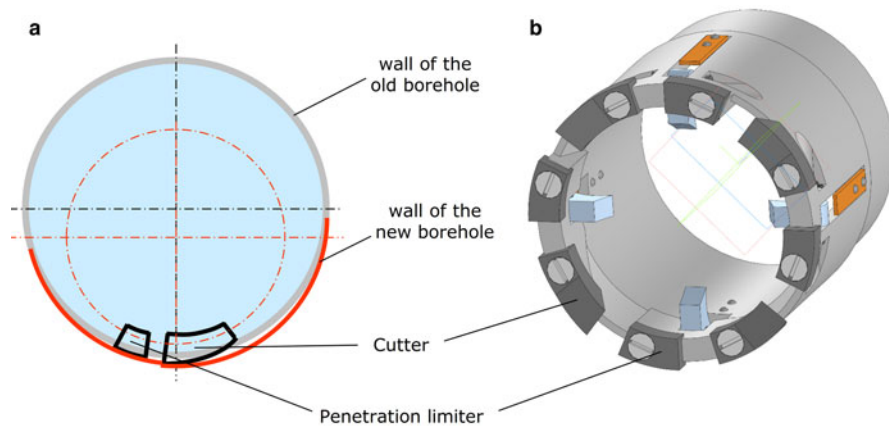 a
b
wall of the
old borehole
wall of the
new borehole
Cutter
Penetration limiter